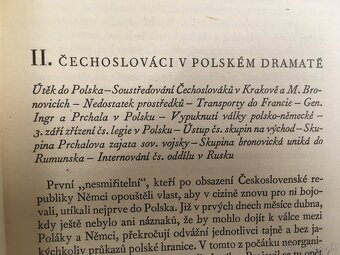 II. ČECHOSLOVÁCI V POLSKÉM DRAMATĚ
Útěk do Polska – Soustřeďování Čechoslováků v Krakově a M. Bro-
novicích – Nedostatek prostředků – Transporty do Francie – Gen.
Ingr a Prchala v Polsku – Vypuknutí války polsko-německé –
3. září zřízení čs. legie v Polsku – Ústup čs. skupin na východ – Sku-
pina Prchalova zajata sov. vojsky – Skupina bronovická uniká do
Rumunska – Internování čs. oddílu v Rusku
První „nesmiřitelní“, kteří po obsazení Československé re-
publiky Němci opouštěli vlast, aby v cizině znovu pro ni bojo-
vali, utíkali nejprve do Polska. Již v prvých dnech měsíce dubna,
kdy ještě nebylo ani náznaků, že by mohlo dojít k válce mezi
Poláky a Němci, překročují odvážní jednotlivci tajně a bez ja-
kýchkoliv průkazů polské hranice. V tomto z počátku neorgani-